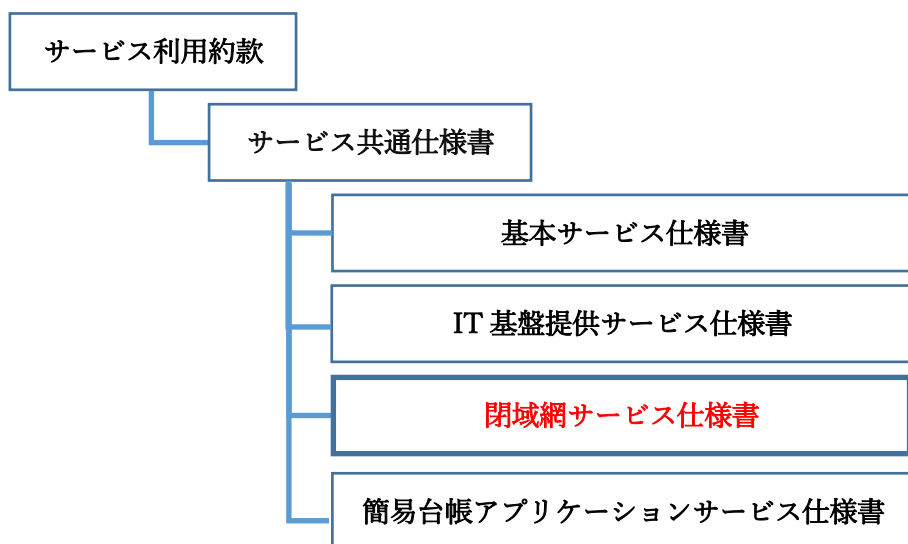 サービス利用約款
サービス共通仕様書
基本サービス仕様書
IT 基盤提供サービス仕様書
閉域網サービス仕様書
簡易台帳アプリケーションサービス仕様書